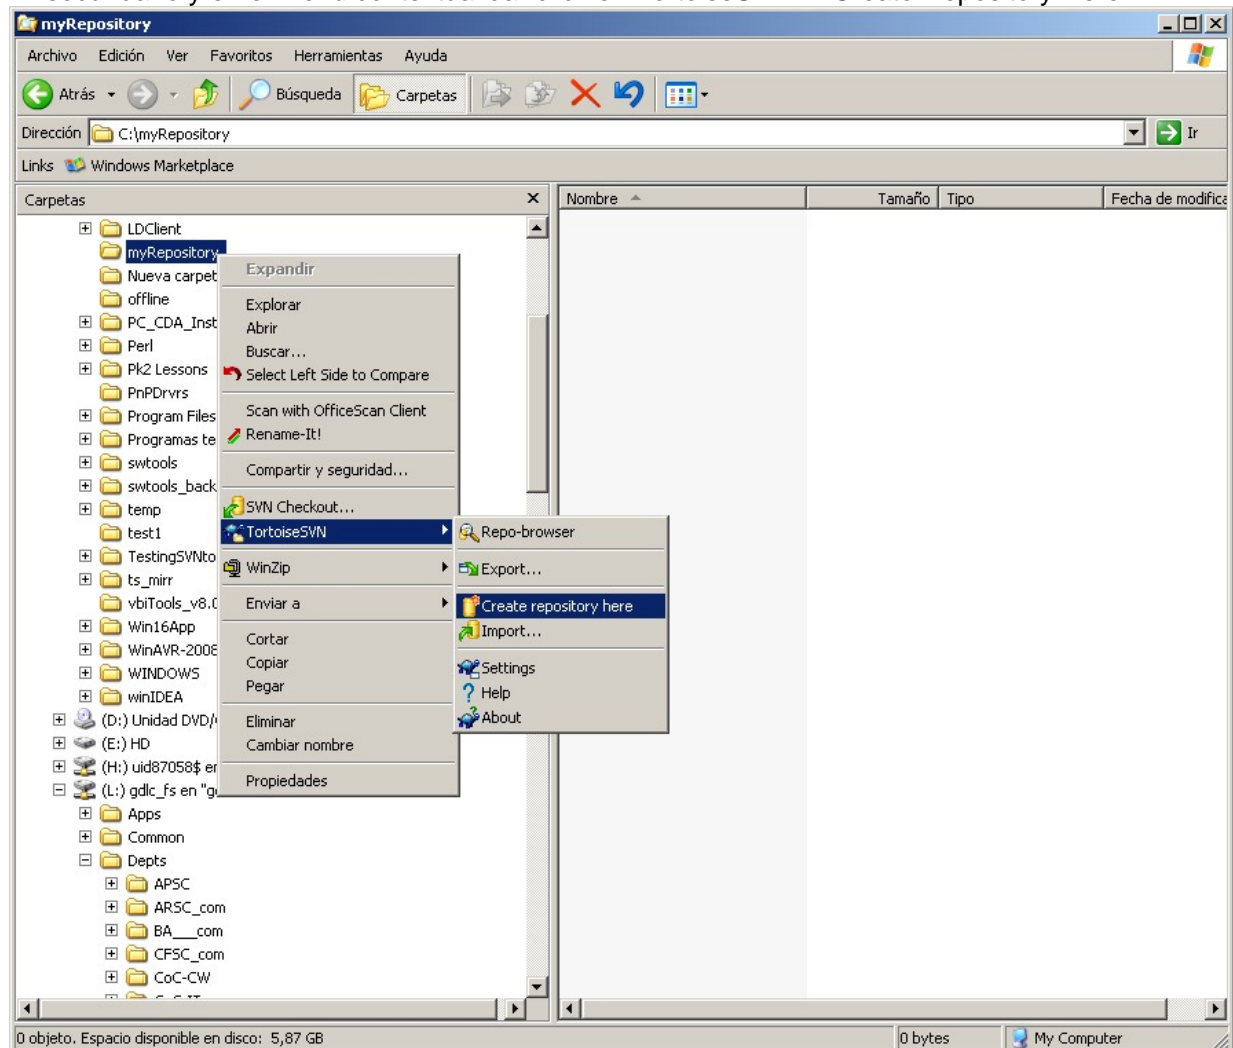 myRepository
Archivo Edición Ver Favoritos Herramientas Ayuda
Atrás Búsqueda Carpetas
Dirección C:\myRepository Ir
Links Windows Marketplace
Carpetas x Nombre Tamaño Tipo Fecha de modifica
LDClient
myRepository
Nueva carpet
offline
PC_CDA_Inst
Perl
Pk2 Lessons
PnPDrvrs
Program Files
Programas te
swtools
swtools_back
temp
test1
TestingSVNto
ts_mirr
vbiTools_v8.0
Win16App
WinAVR-2008
WINDOWS
winIDEA
(D:) Unidad DVD/
(E:) HD
(H:) uid87058$ en
(L:) gdlc_fs en "g
Apps
Common
Depts
APSC
ARSC_com
BA___com
CFSC_com
CoC-CW
Expandir
Explorar
Abrir
Buscar...
Select Left Side to Compare
Scan with OfficeScan Client
Rename-It!
Compartir y seguridad...
SVN Checkout...
TortoiseSVN
WinZip
Enviar a
Cortar
Copiar
Pegar
Eliminar
Cambiar nombre
Propiedades
Repo-browser
Export...
Create repository here
Import...
Settings
Help
About
0 objeto. Espacio disponible en disco: 5,87 GB 0 bytes My Computer